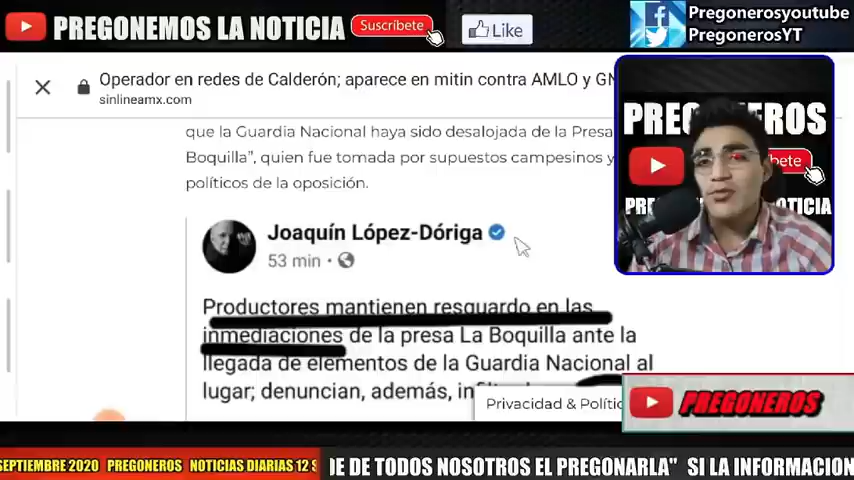 PREGONEMOS LA NOTICIA
Suscríbete
Like
Pregonerosyoutube
PregonerosYT
Operador en redes de Calderón; aparece en mitin contra AMLO y GN
sinlineamx.com
que la Guardia Nacional haya sido desalojada de la Presa
Boquilla”, quien fue tomada por supuestos campesinos y
políticos de la oposición.
Joaquín López-Dóriga
53 min
Productores mantienen resguardo en las
inmediaciones de la presa La Boquilla ante la
llegada de elementos de la Guardia Nacional al
lugar; denuncian, además,
Privacidad &
PREGONEROS
SEPTIEMBRE 2020 PREGONEROS NOTICIAS DIARIAS 12 S
DE TODOS NOSOTROS EL PREGONARLA" SI LA INFORMACION